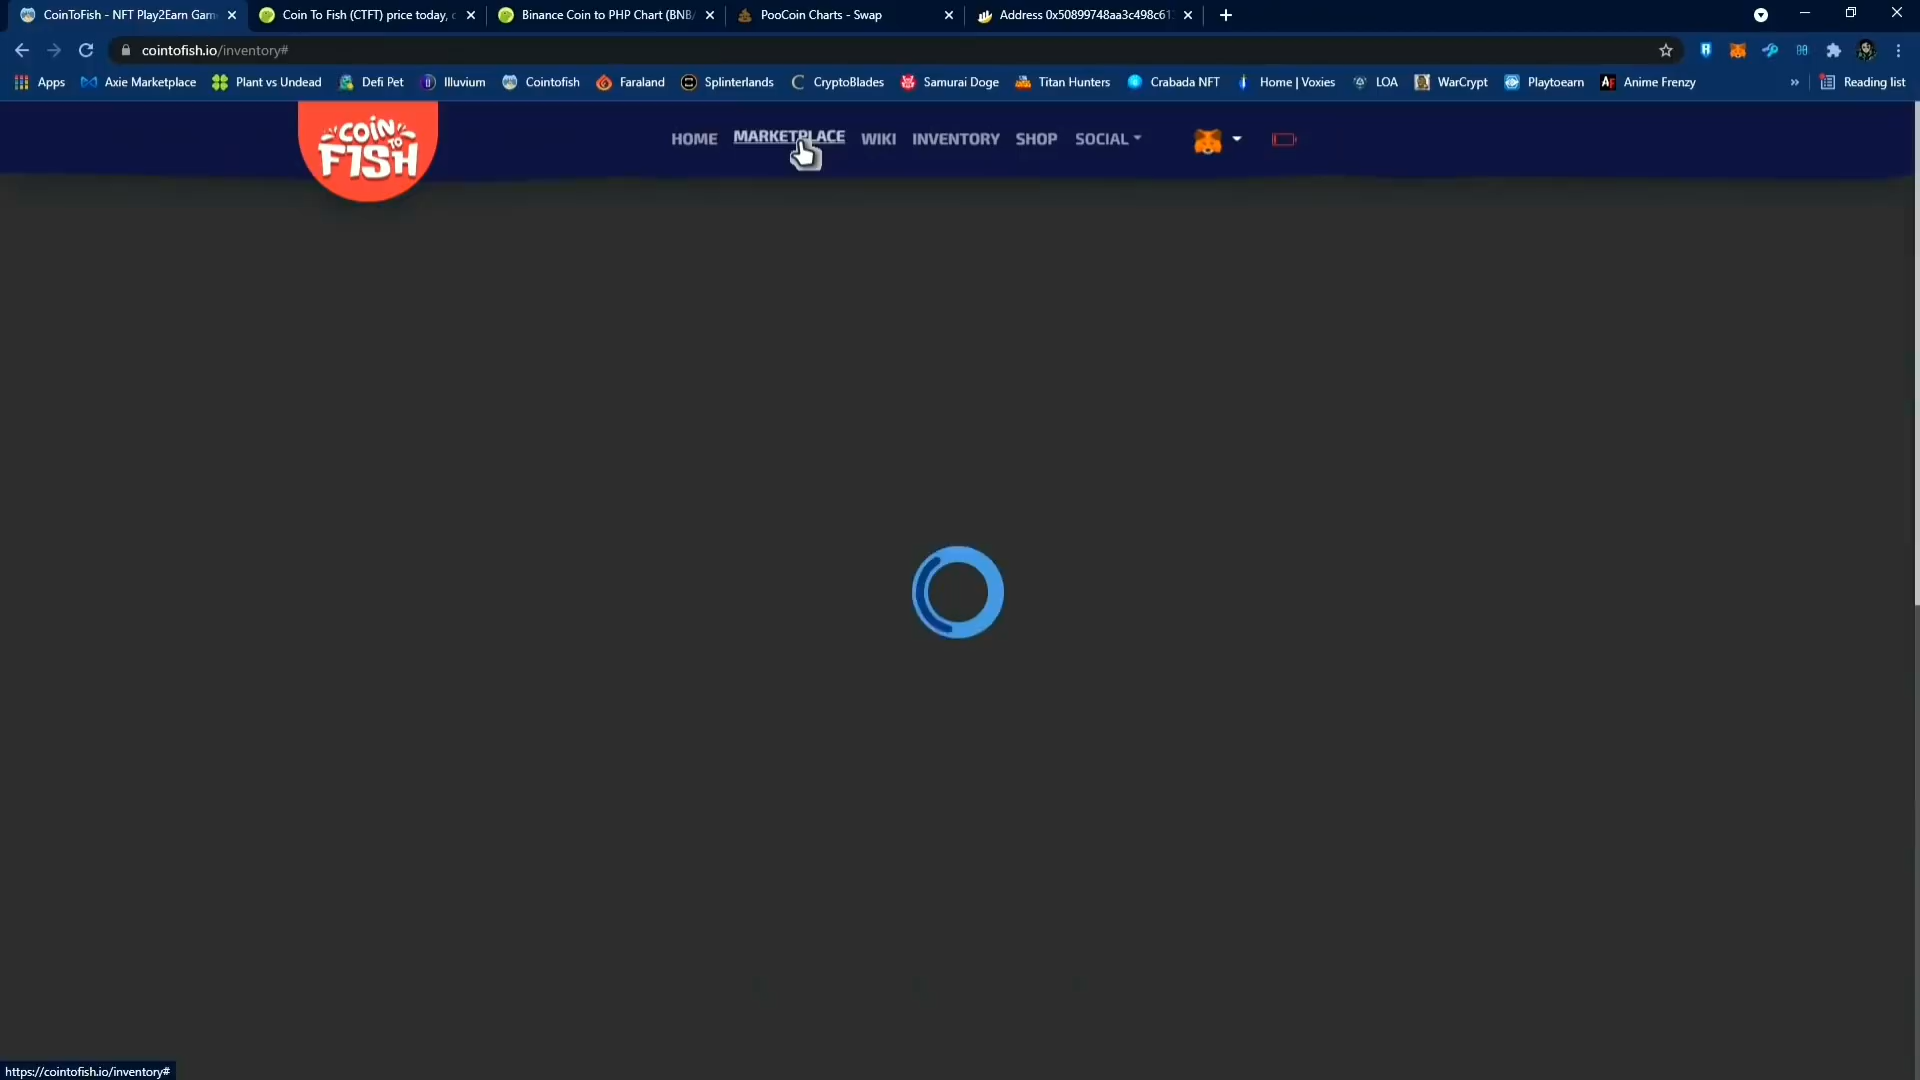 CoinToFish - NFT Play2Earn Gam
Coin To Fish (CTFT) price today, c
Binance Coin to PHP Chart (BNB/
PooCoin Charts - Swap
Address 0x50899748aa3c498c61
cointofish.io/inventory#
Apps
Axie Marketplace
Plant vs Undead
Defi Pet
Illuvium
Cointofish
Faraland
Splinterlands
CryptoBlades
Samurai Doge
Titan Hunters
Crabada NFT
Home | Voxies
LOA
WarCrypt
Playtoearn
Anime Frenzy
»
Reading list
COIN
TO
FISH
HOME
MARKETPLACE
WIKI
INVENTORY
SHOP
SOCIAL
https://cointofish.io/inventory#